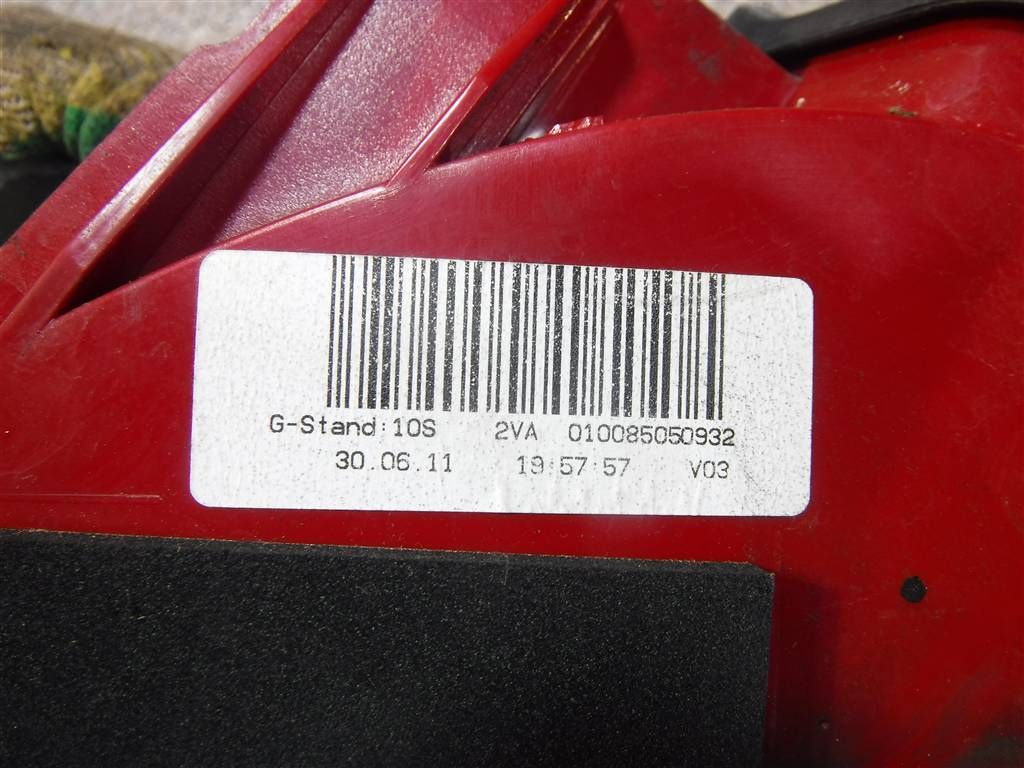 G-Stand:10S 2VA 010085050932
30.06.11 19:57:57 V03